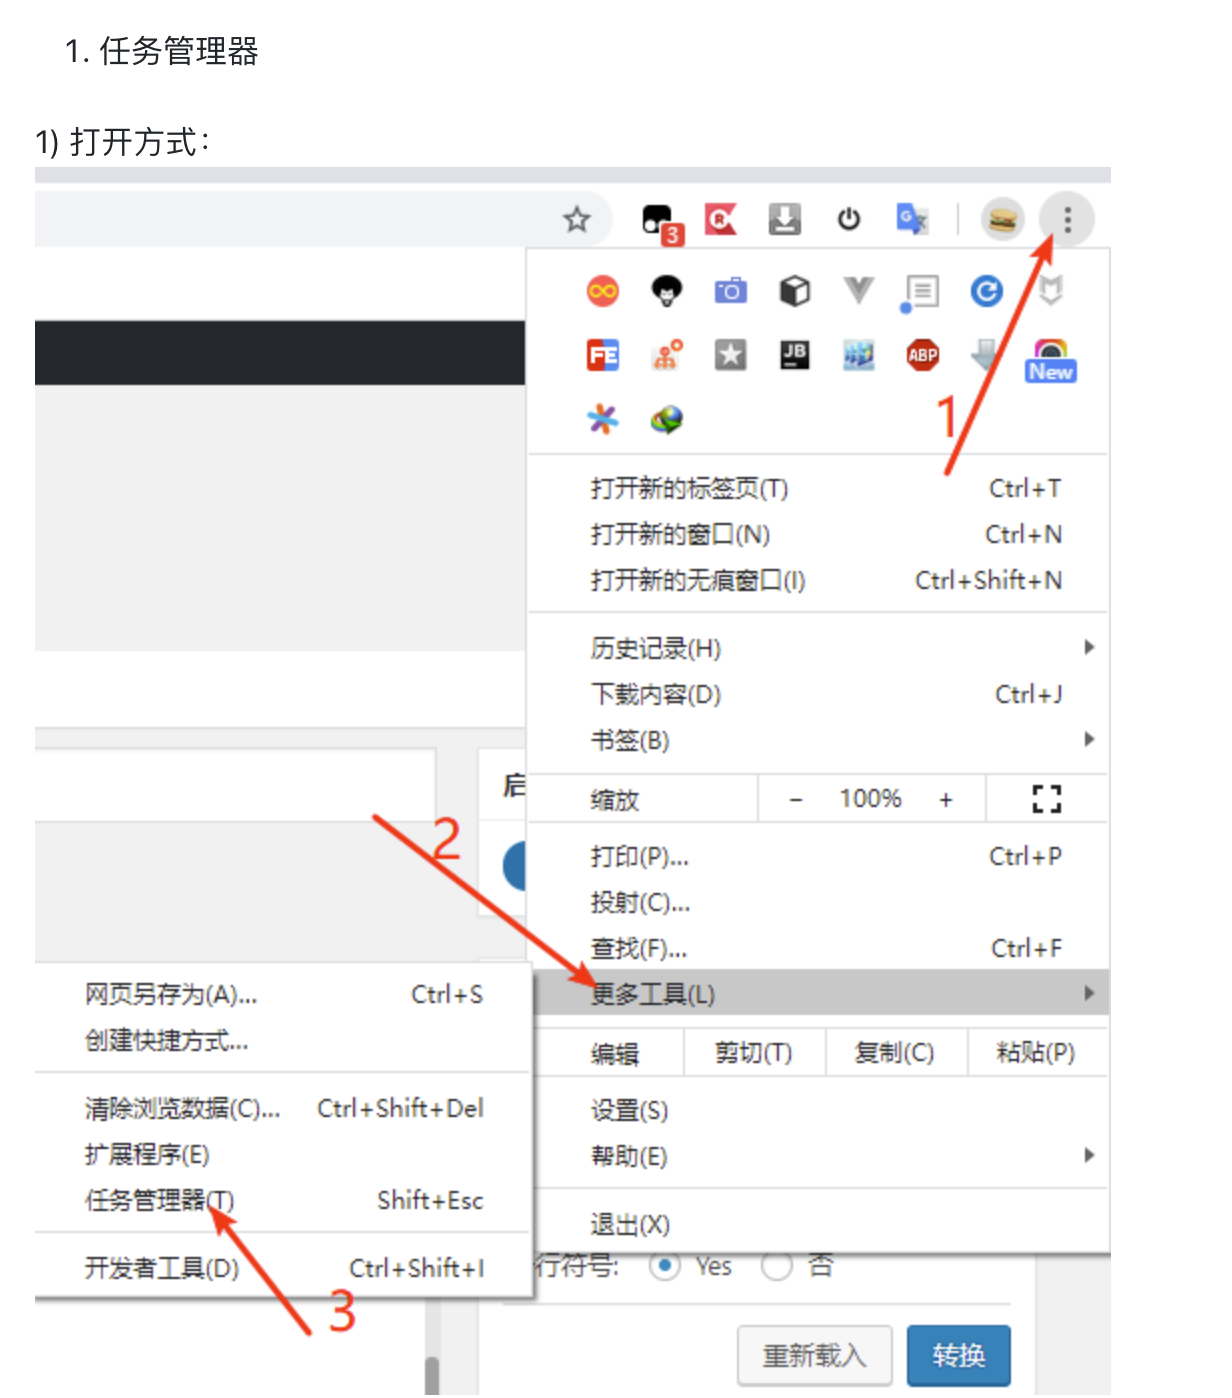 1. 任务管理器
1) 打开方式：
3
FE
JB
ABP
New
1
打开新的标签页(T) Ctrl+T
打开新的窗口(N) Ctrl+N
打开新的无痕窗口(I) Ctrl+Shift+N
历史记录(H)
下载内容(D) Ctrl+J
书签(B)
启
缩放 - 100% +
2
打印(P)... Ctrl+P
投射(C)...
查找(F)... Ctrl+F
更多工具(L)
网页另存为(A)... Ctrl+S
创建快捷方式...
编辑 剪切(T) 复制(C) 粘贴(P)
清除浏览数据(C)... Ctrl+Shift+Del
设置(S)
扩展程序(E)
帮助(E)
任务管理器(T) Shift+Esc
退出(X)
开发者工具(D) Ctrl+Shift+I
行符号: Yes 否
3
重新载入 转换